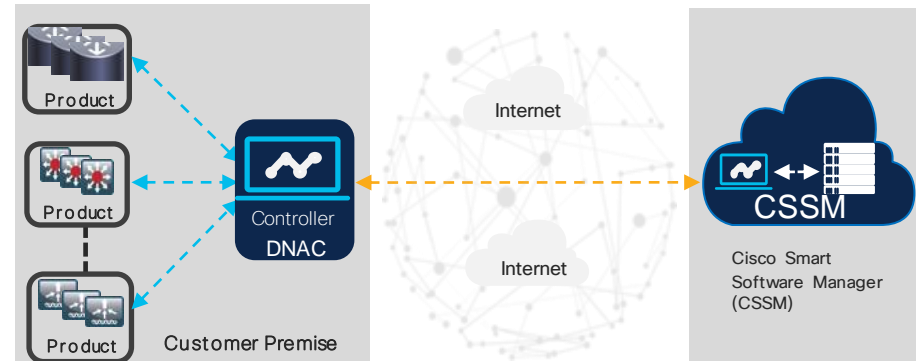 Product
Product
Product
Controller
DNAC
Customer Premise
Internet
Internet
CSSM
Cisco Smart
Software Manager
(CSSM)